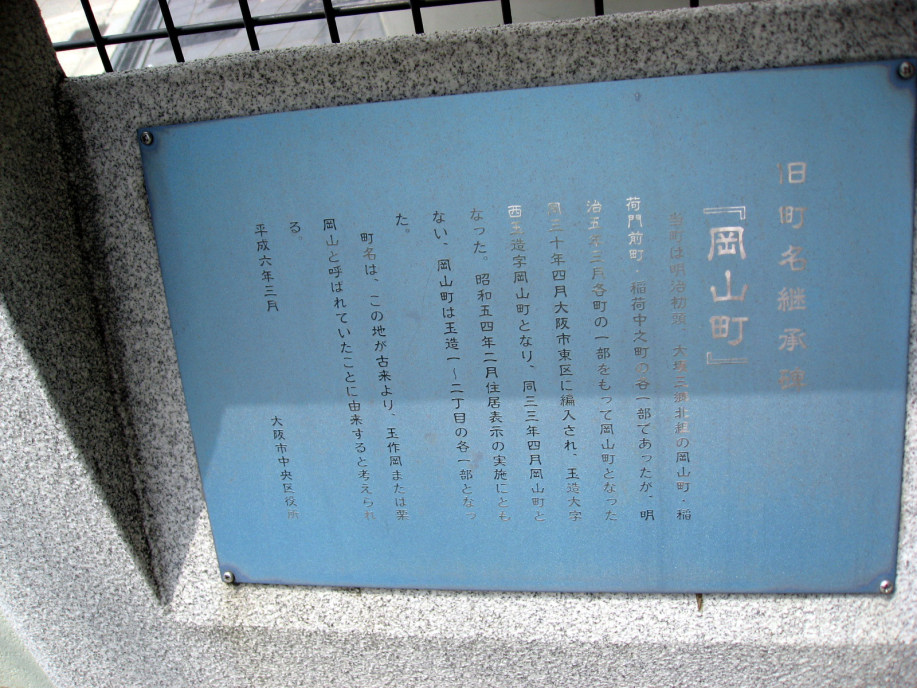 旧町名継承碑
『岡山町』
当町は明治初頭、大坂三郷北組の岡山町・稲
荷門前町・稲荷中之町の各一部であったが、明
治五年三月各町の一部をもって岡山町となった
同三十年四月大阪市東区に編入され、玉造大字
西玉造字岡山町となり、同三三年四月岡山町と
なった。昭和五四年二月住居表示の実施にとも
ない、岡山町は玉造一〜二丁目の各一部となっ
た。
町名は、この地が古来より、玉作岡または栗
岡山と呼ばれていたことに由来すると考えられ
る。
平成六年三月
大阪市中央区役所